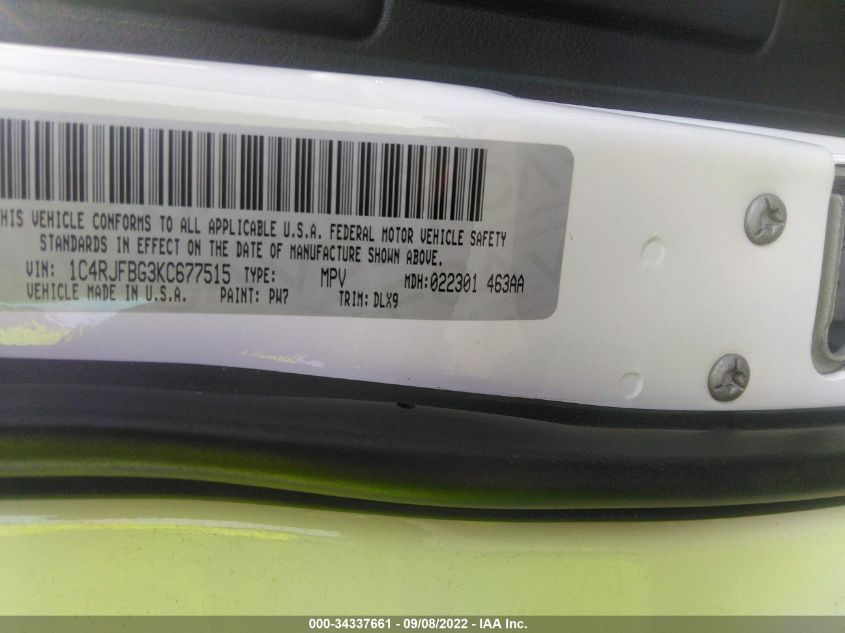 HIS VEHICLE CONFORMS TO ALL APPLICABLE U.S.A. FEDERAL MOTOR VEHICLE SAFETY
STANDARDS IN EFFECT ON THE DATE OF MANUFACTURE SHOWN ABOVE.
VIN: 1C4RJFBG3KC677515 TYPE: MPV MDH:022301 463AA
VEHICLE MADE IN U.S.A. PAINT: PW7 TRIM: DLX9
000-34337661 - 09/08/2022 - IAA Inc.